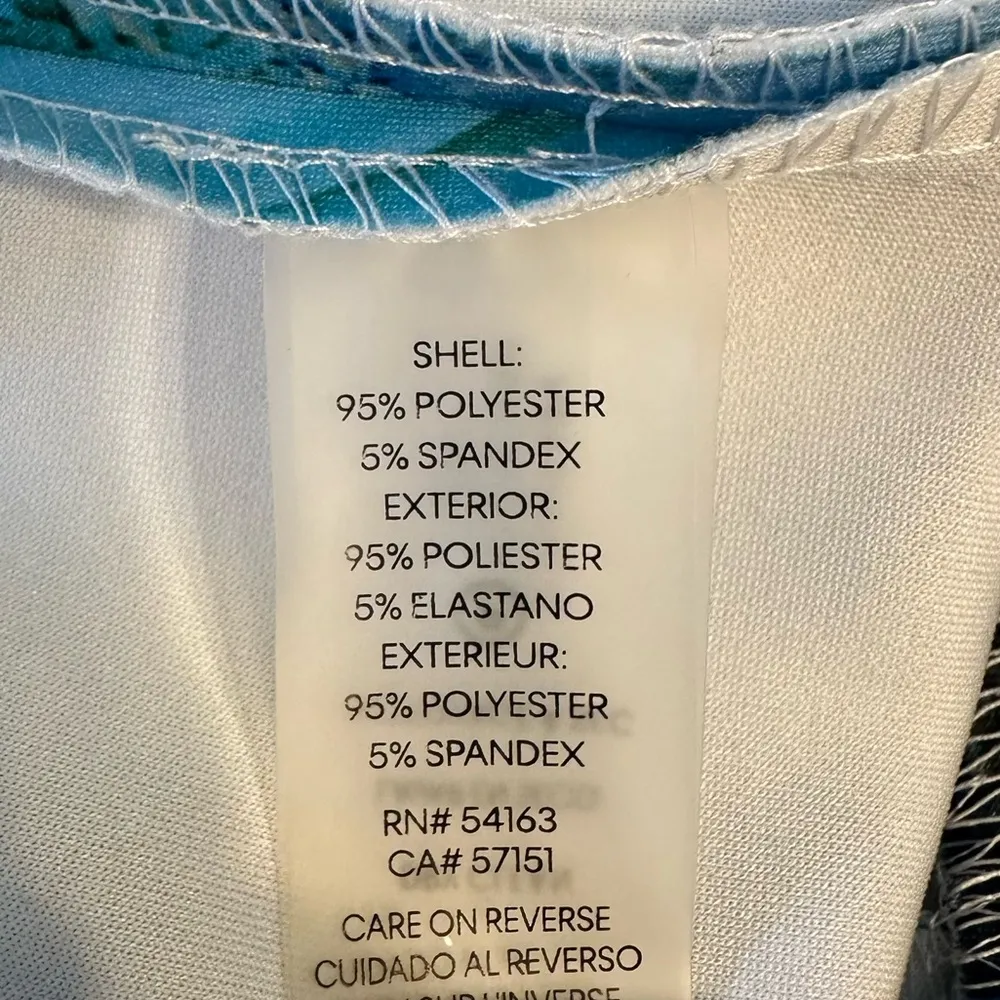 SHELL:
95% POLYESTER
5% SPANDEX
EXTERIOR:
95% POLIESTER
5% ELASTANO
EXTERIEUR:
95% POLYESTER
5% SPANDEX
RN# 54163
CA# 57151
CARE ON REVERSE
CUIDADO AL REVERSO
L'INVERSE